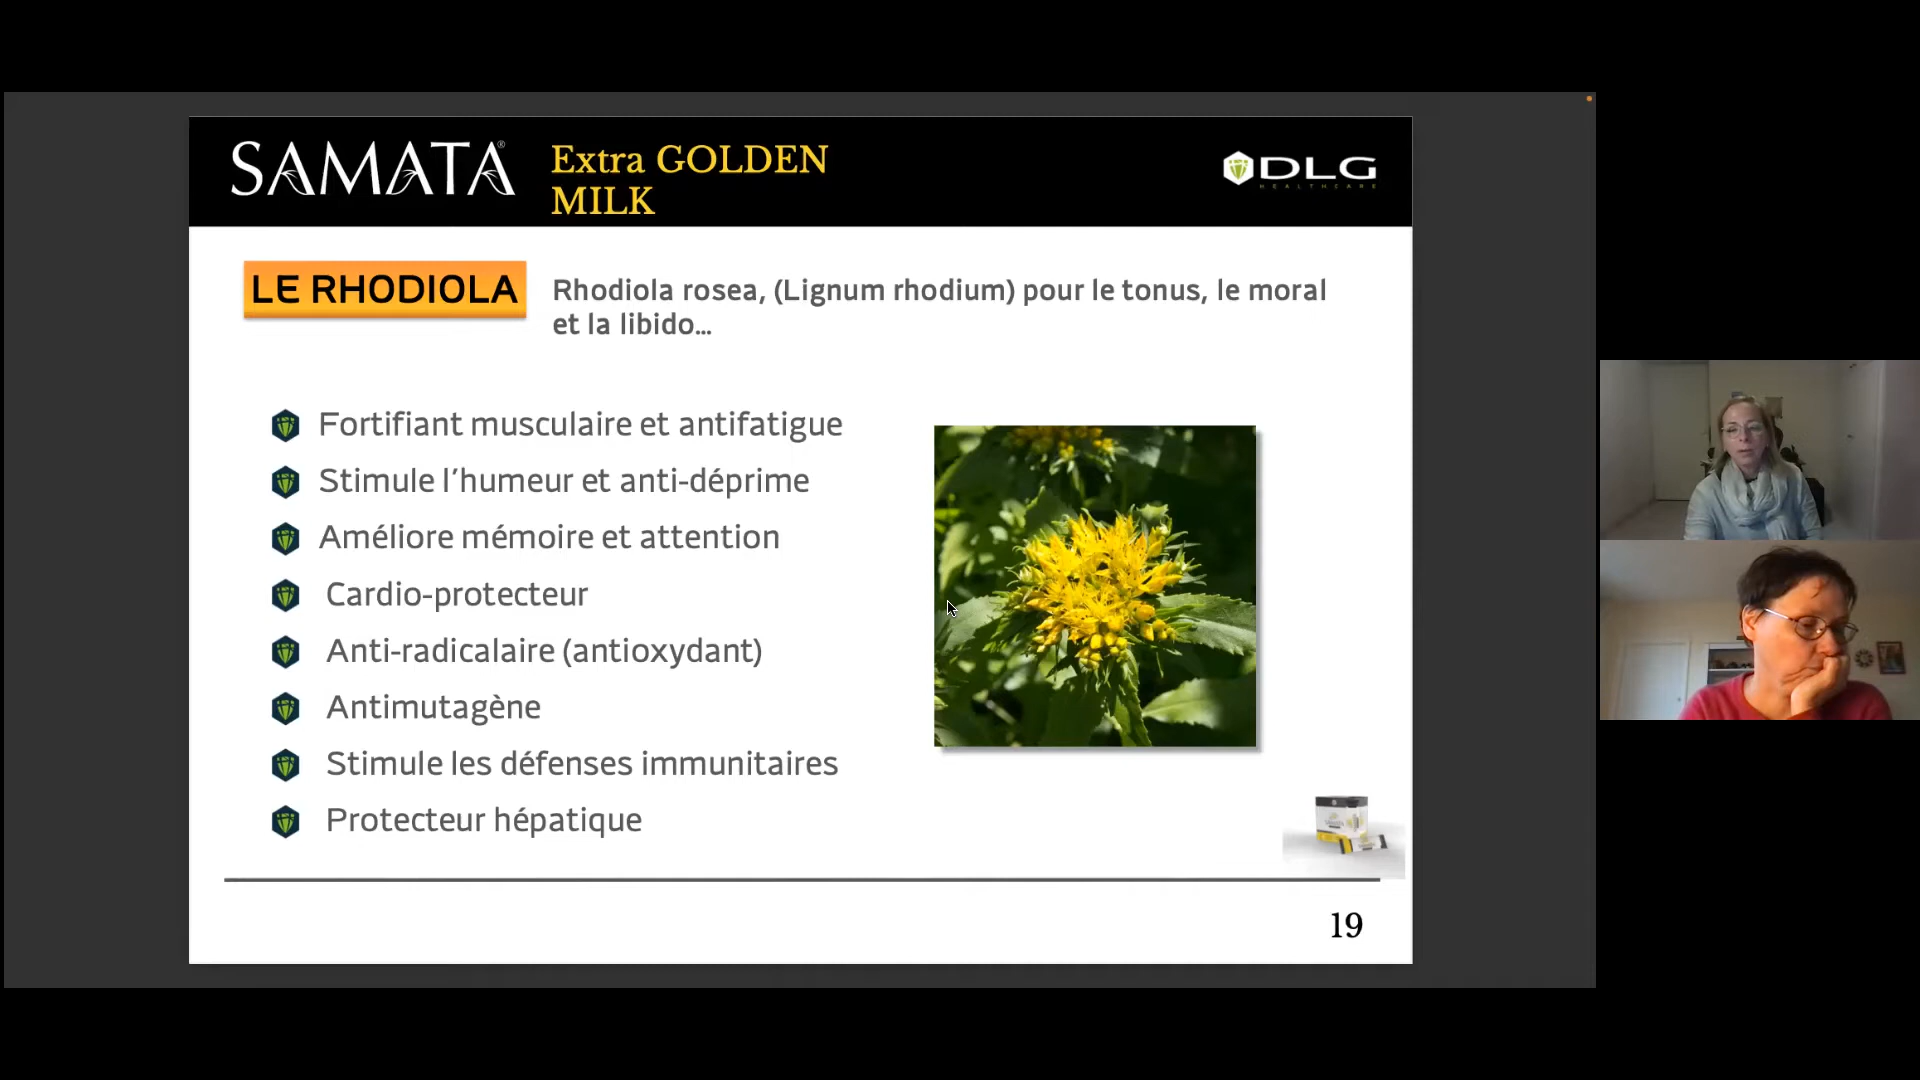 SAMATA®
Extra GOLDEN
MILK
DLG
HEALTHCARE
LE RHODIOLA
Rhodiola rosea, (Lignum rhodium) pour le tonus, le moral
et la libido...
Fortifiant musculaire et antifatigue
Stimule l’humeur et anti-déprime
Améliore mémoire et attention
Cardio-protecteur
Anti-radicalaire (antioxydant)
Antimutagène
Stimule les défenses immunitaires
Protecteur hépatique
19